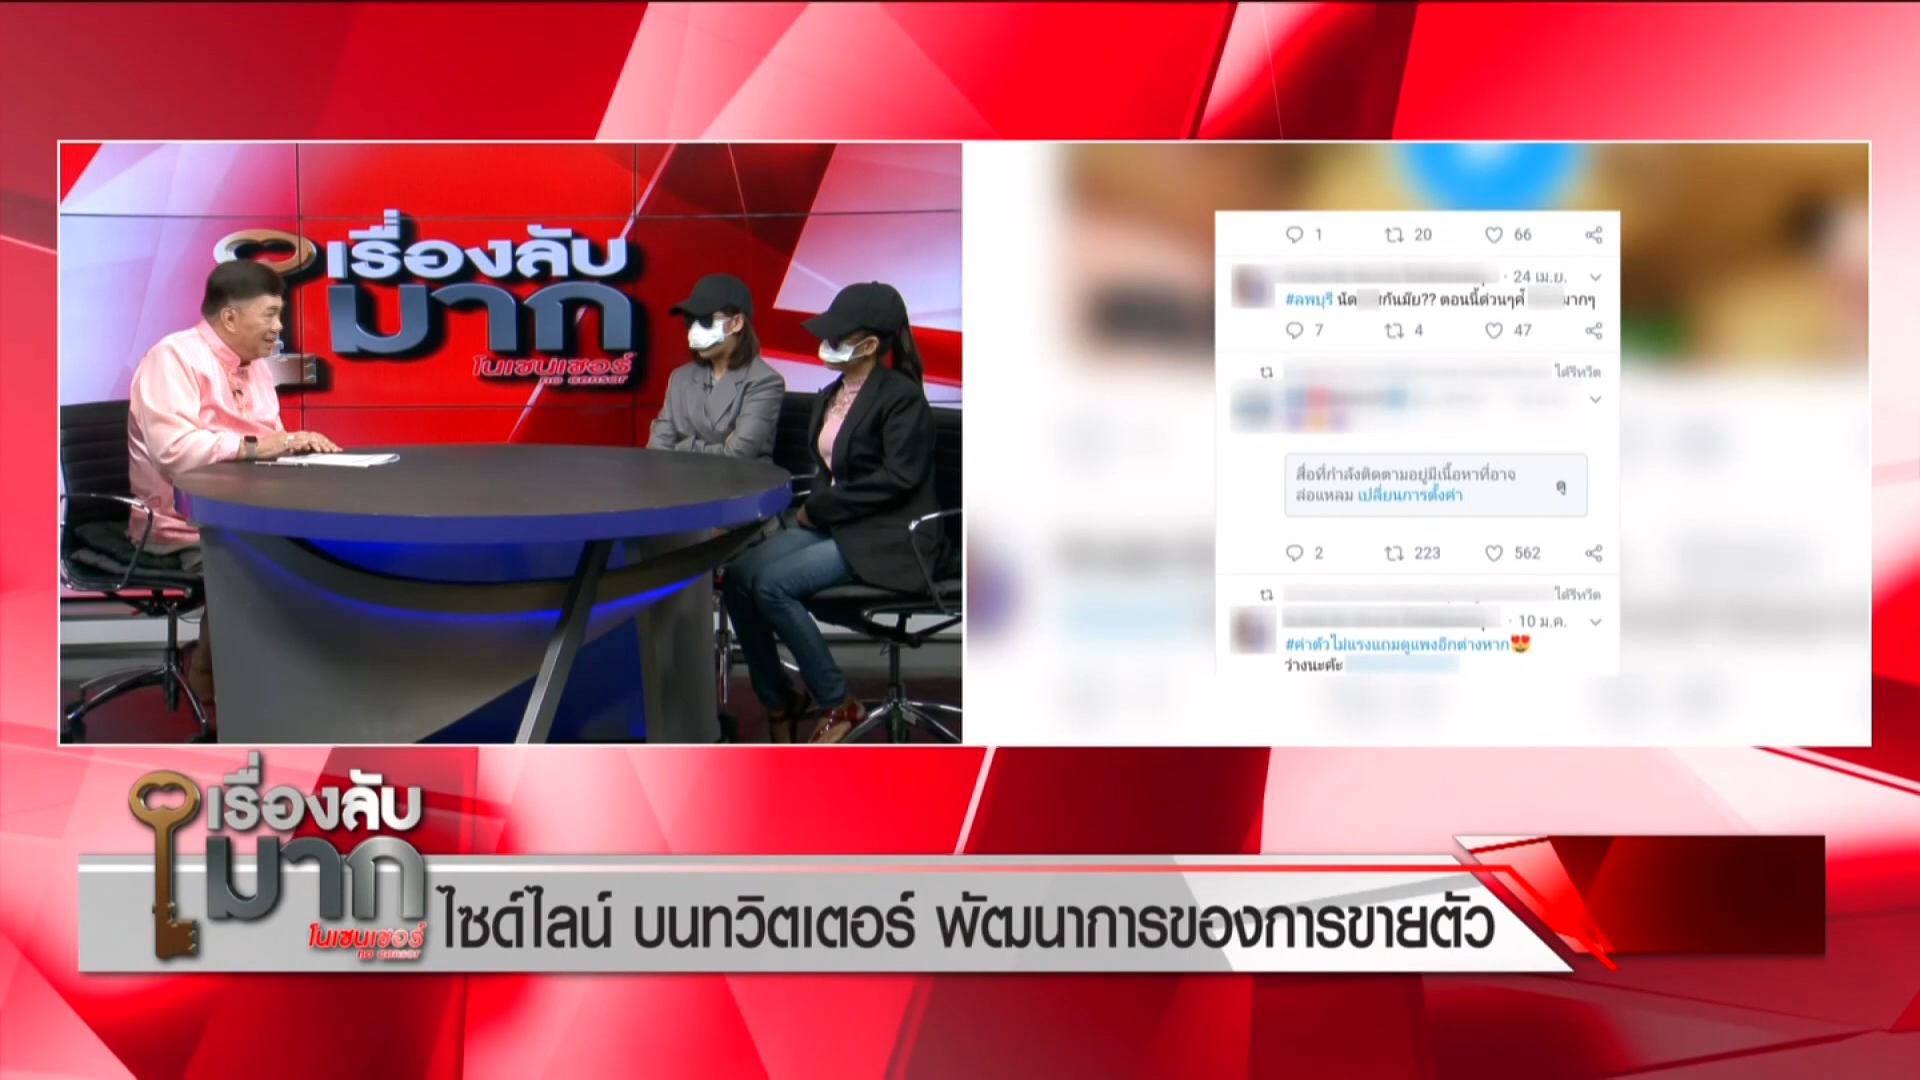 เรื่องลับ
มาก
โนเซนเซอร์
no censor
1 20 66
· 24 เม.ย.
#ลพบุรี นัด กันมัย?? ตอนนี้ด่วนๆค้ มากๆ
7 4 47
ได้รีทวีต
สื่อที่กำลังติดตามอยู่มีเนื้อหาที่อาจ
ล่อแหลม เปลี่ยนการตั้งค่า
ดู
2 223 562
ได้รีทวีต
· 10 ม.ค.
#ค่าตัวไม่แรงแถมดูแพงอีกต่างหาก😍
ว่างนะค้ะ
เรื่องลับ
มาก
โนเซนเซอร์
no censor
ไซด์ไลน์ บนทวิตเตอร์ พัฒนาการของการขายตัว